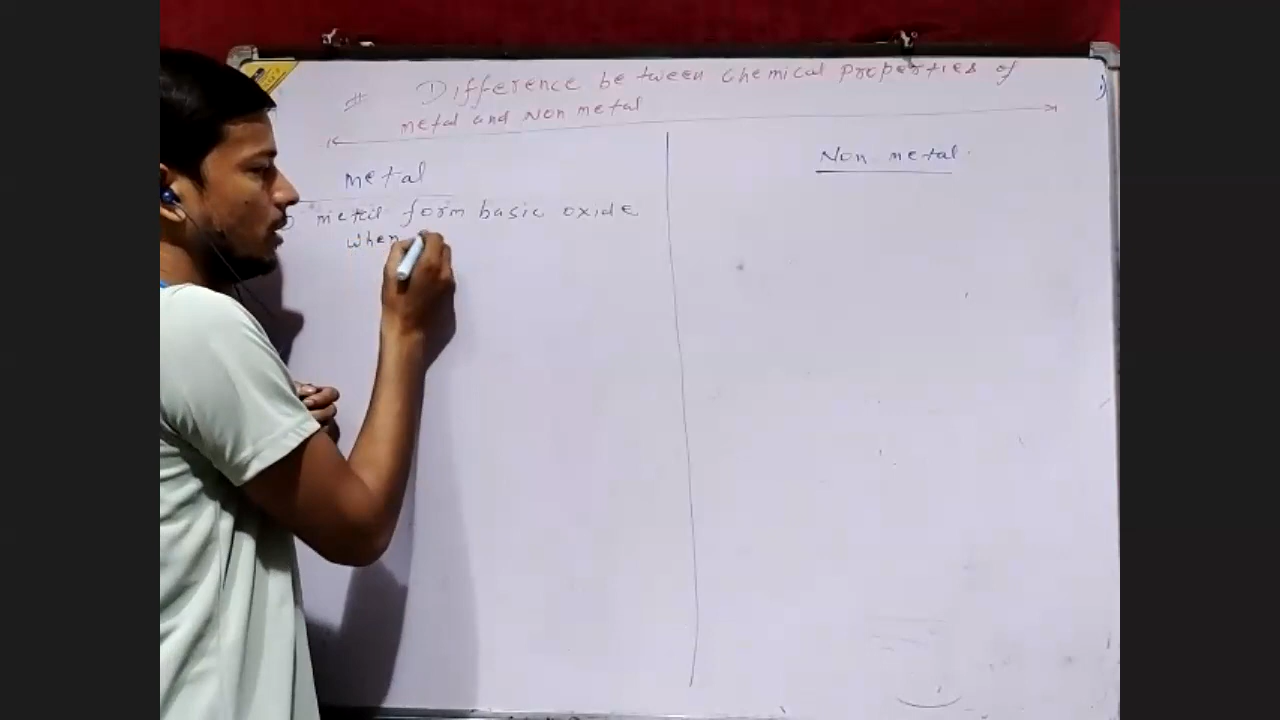 # Difference between chemical properties of
metal and Non metal
metal
metal form basic oxide
when
Non metal.